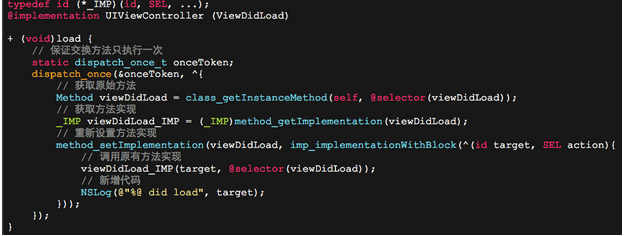 typedef id (*_IMP)(id, SEL, ...);
@implementation UIViewController (ViewDidLoad)
+ (void)load {
// 保证交换方法只执行一次
static dispatch_once_t onceToken;
dispatch_once(&onceToken, ^{
// 获取原始方法
Method viewDidLoad = class_getInstanceMethod(self, @selector(viewDidLoad));
// 获取方法实现
_IMP viewDidLoad_IMP = (_IMP)method_getImplementation(viewDidLoad);
// 重新设置方法实现
method_setImplementation(viewDidLoad, imp_implementationWithBlock(^(id target, SEL action){
// 调用原有方法实现
viewDidLoad_IMP(target, @selector(viewDidLoad));
// 新增代码
NSLog(@"%@ did load", target);
}));
});
}